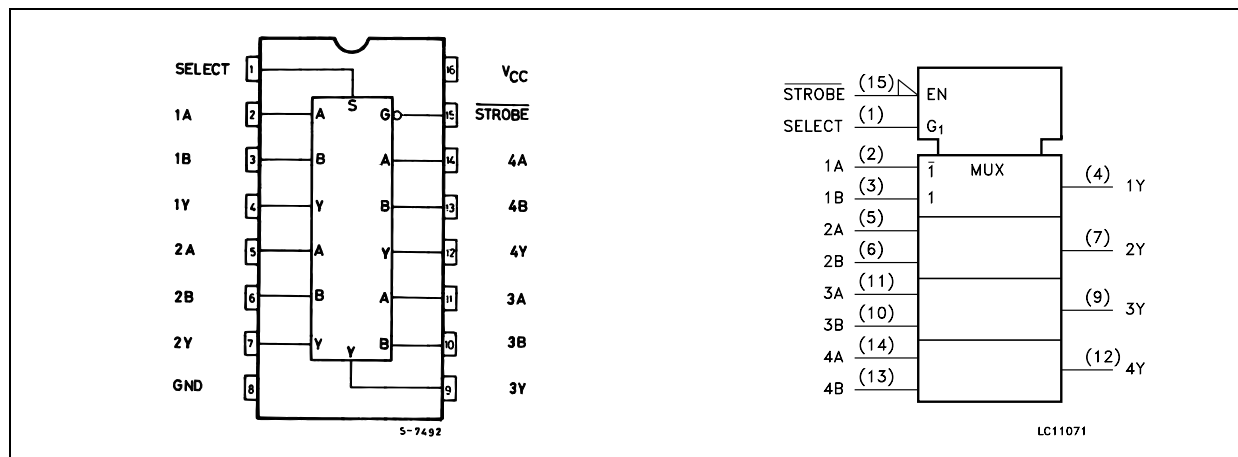 SELECT 1 16 VCC
S
1A 2 A G 15 STROBE
1B 3 B A 14 4A
1Y 4 Y B 13 4B
2A 5 A Y 12 4Y
2B 6 B A 11 3A
2Y 7 Y Y B 10 3B
GND 8 9 3Y
S-7492
STROBE (15) EN
SELECT (1) G1
1A (2) 1 MUX
(4) 1Y
1B (3) 1
2A (5)
(7) 2Y
2B (6)
3A (11)
(9) 3Y
3B (10)
4A (14)
(12) 4Y
4B (13)
LC11071